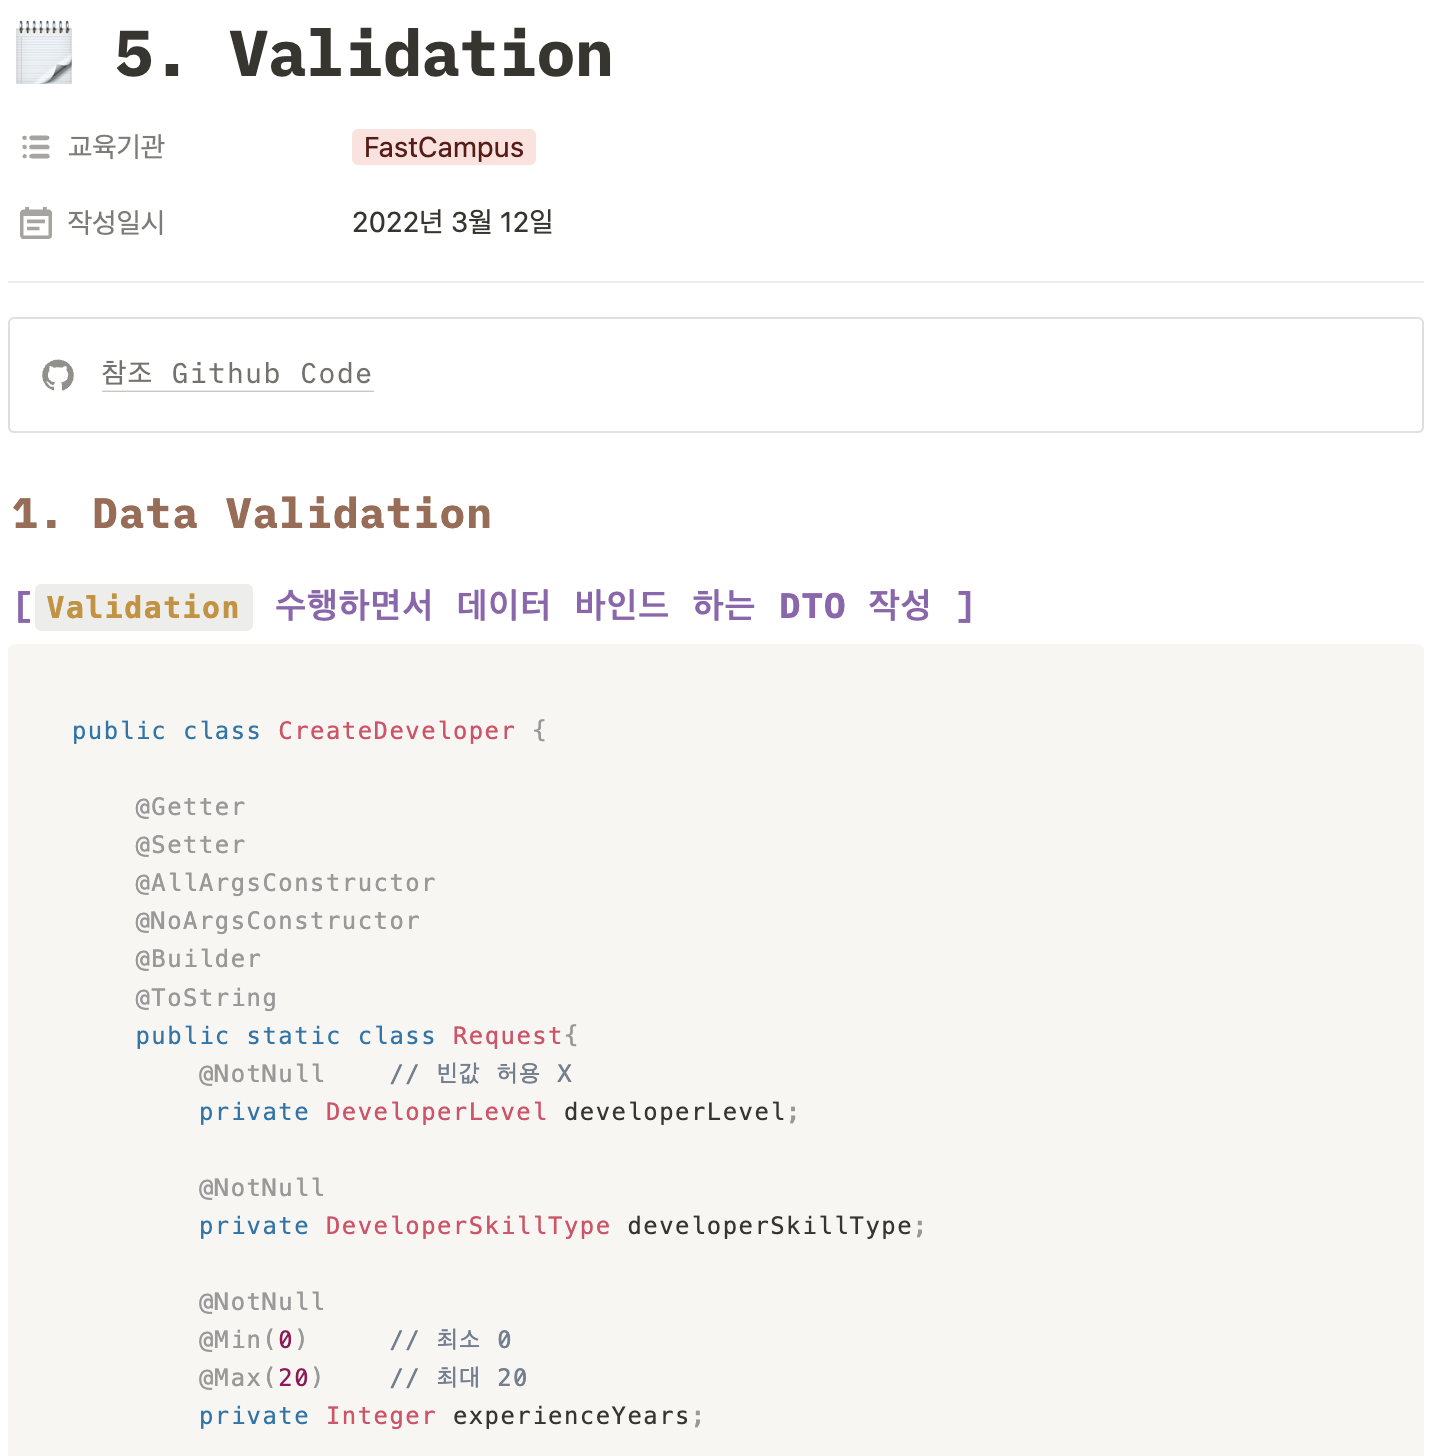 5. Validation
교육기관 FastCampus
작성일시 2022년 3월 12일
참조 Github Code
1. Data Validation
[Validation 수행하면서 데이터 바인드 하는 DTO 작성 ]
public class CreateDeveloper {
@Getter
@Setter
@AllArgsConstructor
@NoArgsConstructor
@Builder
@ToString
public static class Request{
@NotNull // 빈값 허용 X
private DeveloperLevel developerLevel;
@NotNull
private DeveloperSkillType developerSkillType;
@NotNull
@Min(0) // 최소 0
@Max(20) // 최대 20
private Integer experienceYears;